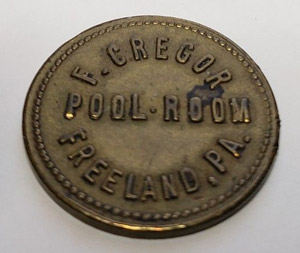 F. GREGOR
POOL-ROOM
FREELAND, PA.